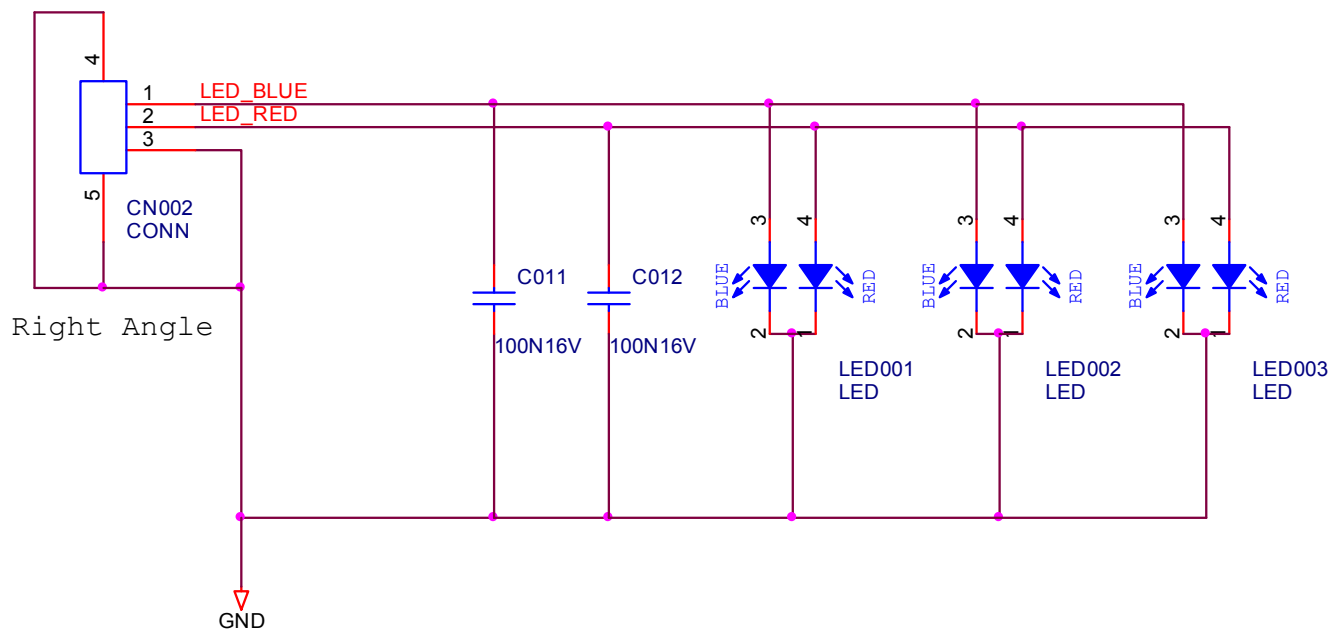 4
1
LED_BLUE
2
LED_RED
3
5
CN002
CONN
Right Angle
C011
100N16V
C012
100N16V
3
4
BLUE
RED
2
1
LED001
LED
3
4
BLUE
RED
2
1
LED002
LED
3
4
BLUE
RED
2
1
LED003
LED
GND